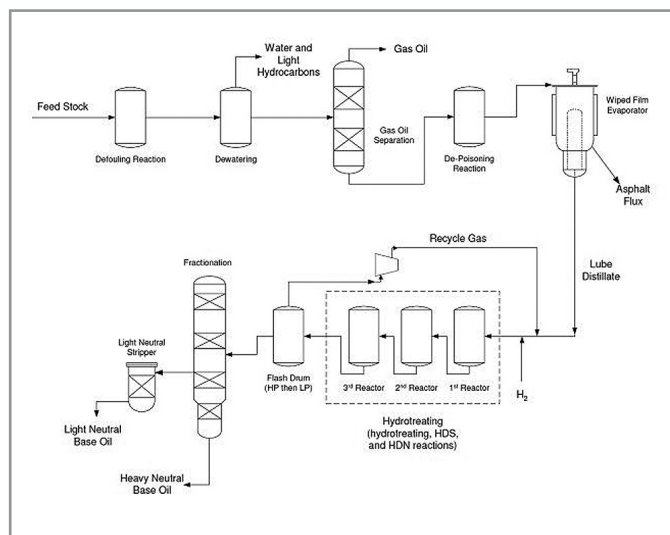 Water and
Light
Hydrocarbons
Gas Oil
Feed Stock
Wiped Film
Evaporator
Gas Oil
Separation
Defouling Reaction
Dewatering
De-Poisoning
Reaction
Asphalt
Flux
Recycle Gas
Fractionation
Lube
Distillate
Light Neutral
Stripper
Flash Drum
(HP then LP)
3rd Reactor
2nd Reactor
1st Reactor
H2
Hydrotreating
(hydrotreating, HDS,
and HDN reactions)
Light Neutral
Base Oil
Heavy Neutral
Base Oil